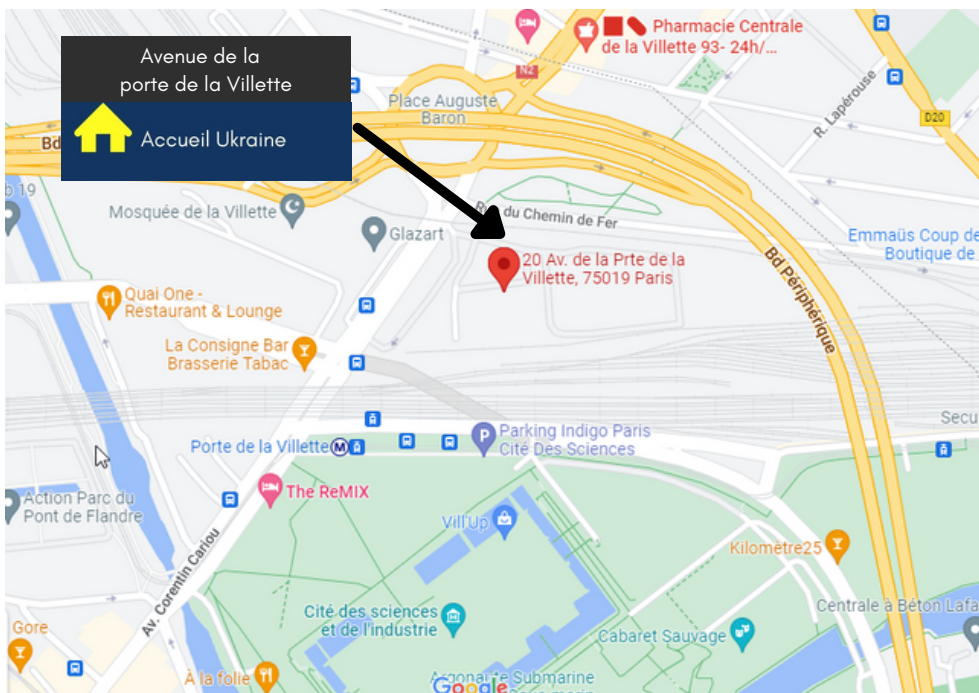 Avenue de la
porte de la Villette
Accueil Ukraine
Pharmacie Centrale
de la Villette 93- 24h/...
N2
Place Auguste
Baron
R. Lapérouse
D20
Bd
19
Mosquée de la Villette
Glazart
Rue du Chemin de Fer
Emmaüs Coup de
Boutique de
20 Av. de la Prte de la
Villette, 75019 Paris
Bd Périphérique
Quai One -
Restaurant & Lounge
La Consigne Bar
Brasserie Tabac
Secu
Porte de la Villette
M
P
Parking Indigo Paris
Cité Des Sciences
Action Parc du
Pont de Flandre
The ReMIX
Vill'Up
Kilomètre25
Av. Corentin Cariou
Cité des sciences
et de l'industrie
Centrale à Béton Lafa
Cabaret Sauvage
Gore
À la folie
Argonaute Submarine
Google